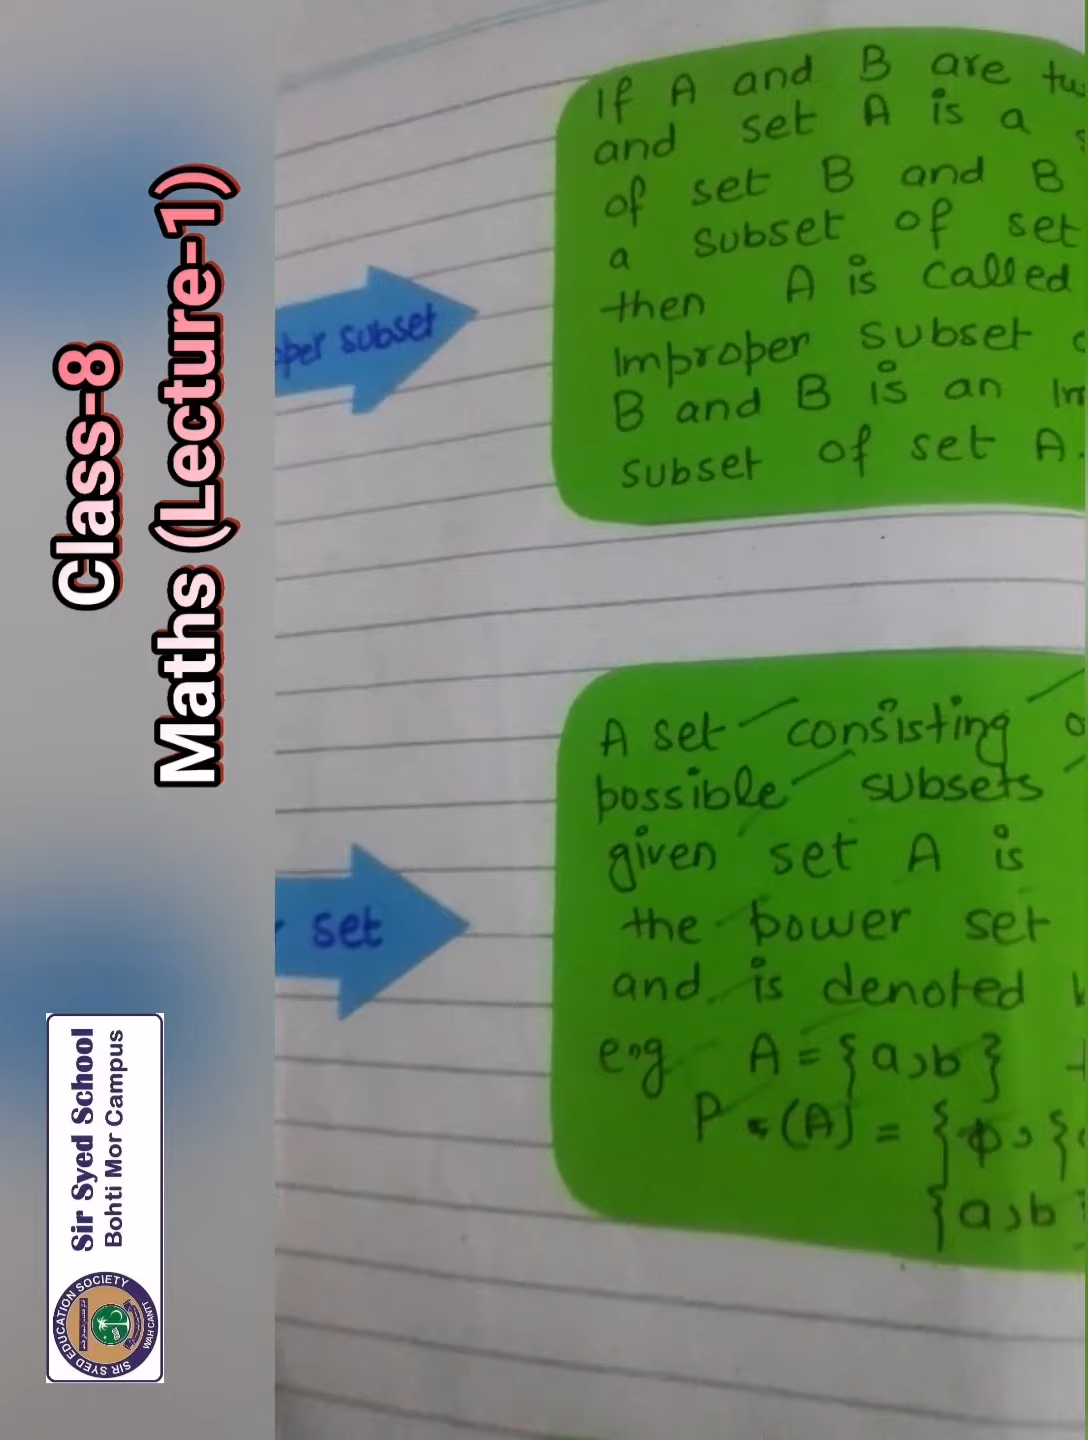 Class-8
Maths (Lecture-1)
Sir Syed School
Bohti Mor Campus
SIR SYED EDUCATION SOCIETY
WAH CANTT
per subset
If A and B are
and set A is a
of set B and B
a subset of set
then A is called
Improper subset
B and B is an Im
subset of set A.
set
A set consisting
possible subsets
given set A is
the power set
and is denoted
e.g A = {a,b}
P (A) = {ϕ, {
{a,b}